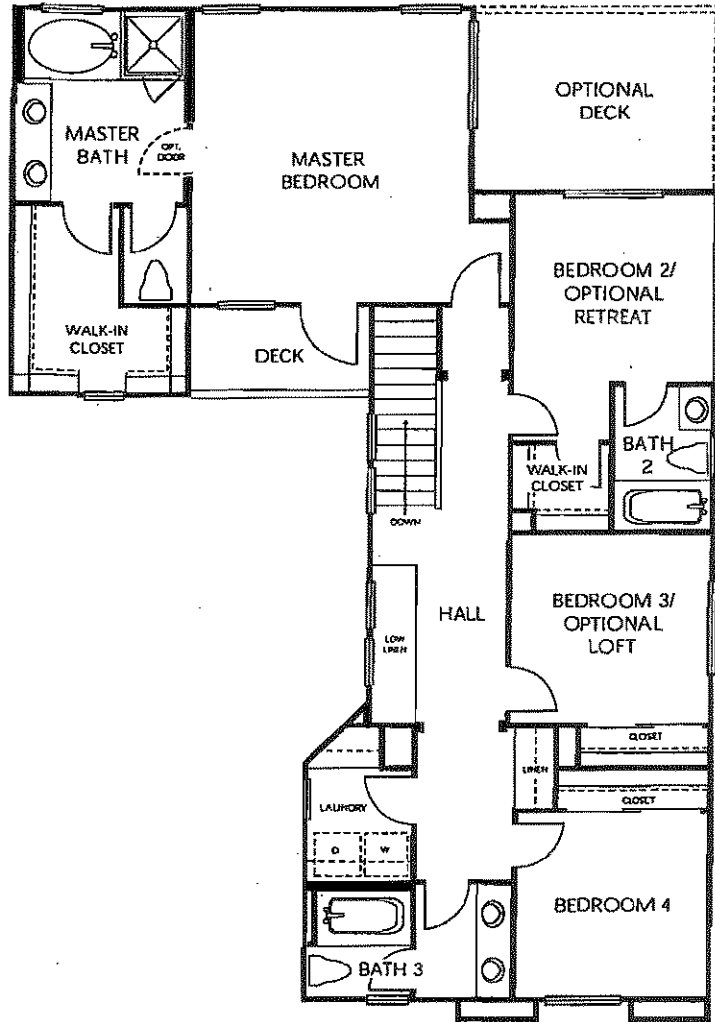 OPTIONAL
DECK
MASTER
BATH
OPT.
DOOR
MASTER
BEDROOM
BEDROOM 2/
OPTIONAL
RETREAT
WALK-IN
CLOSET
DECK
BATH
2
WALK-IN
CLOSET
DOWN
HALL
BEDROOM 3/
OPTIONAL
LOFT
LOW
LINEN
CLOSET
LINEN
CLOSET
LAUNDRY
D
W
BEDROOM 4
BATH 3